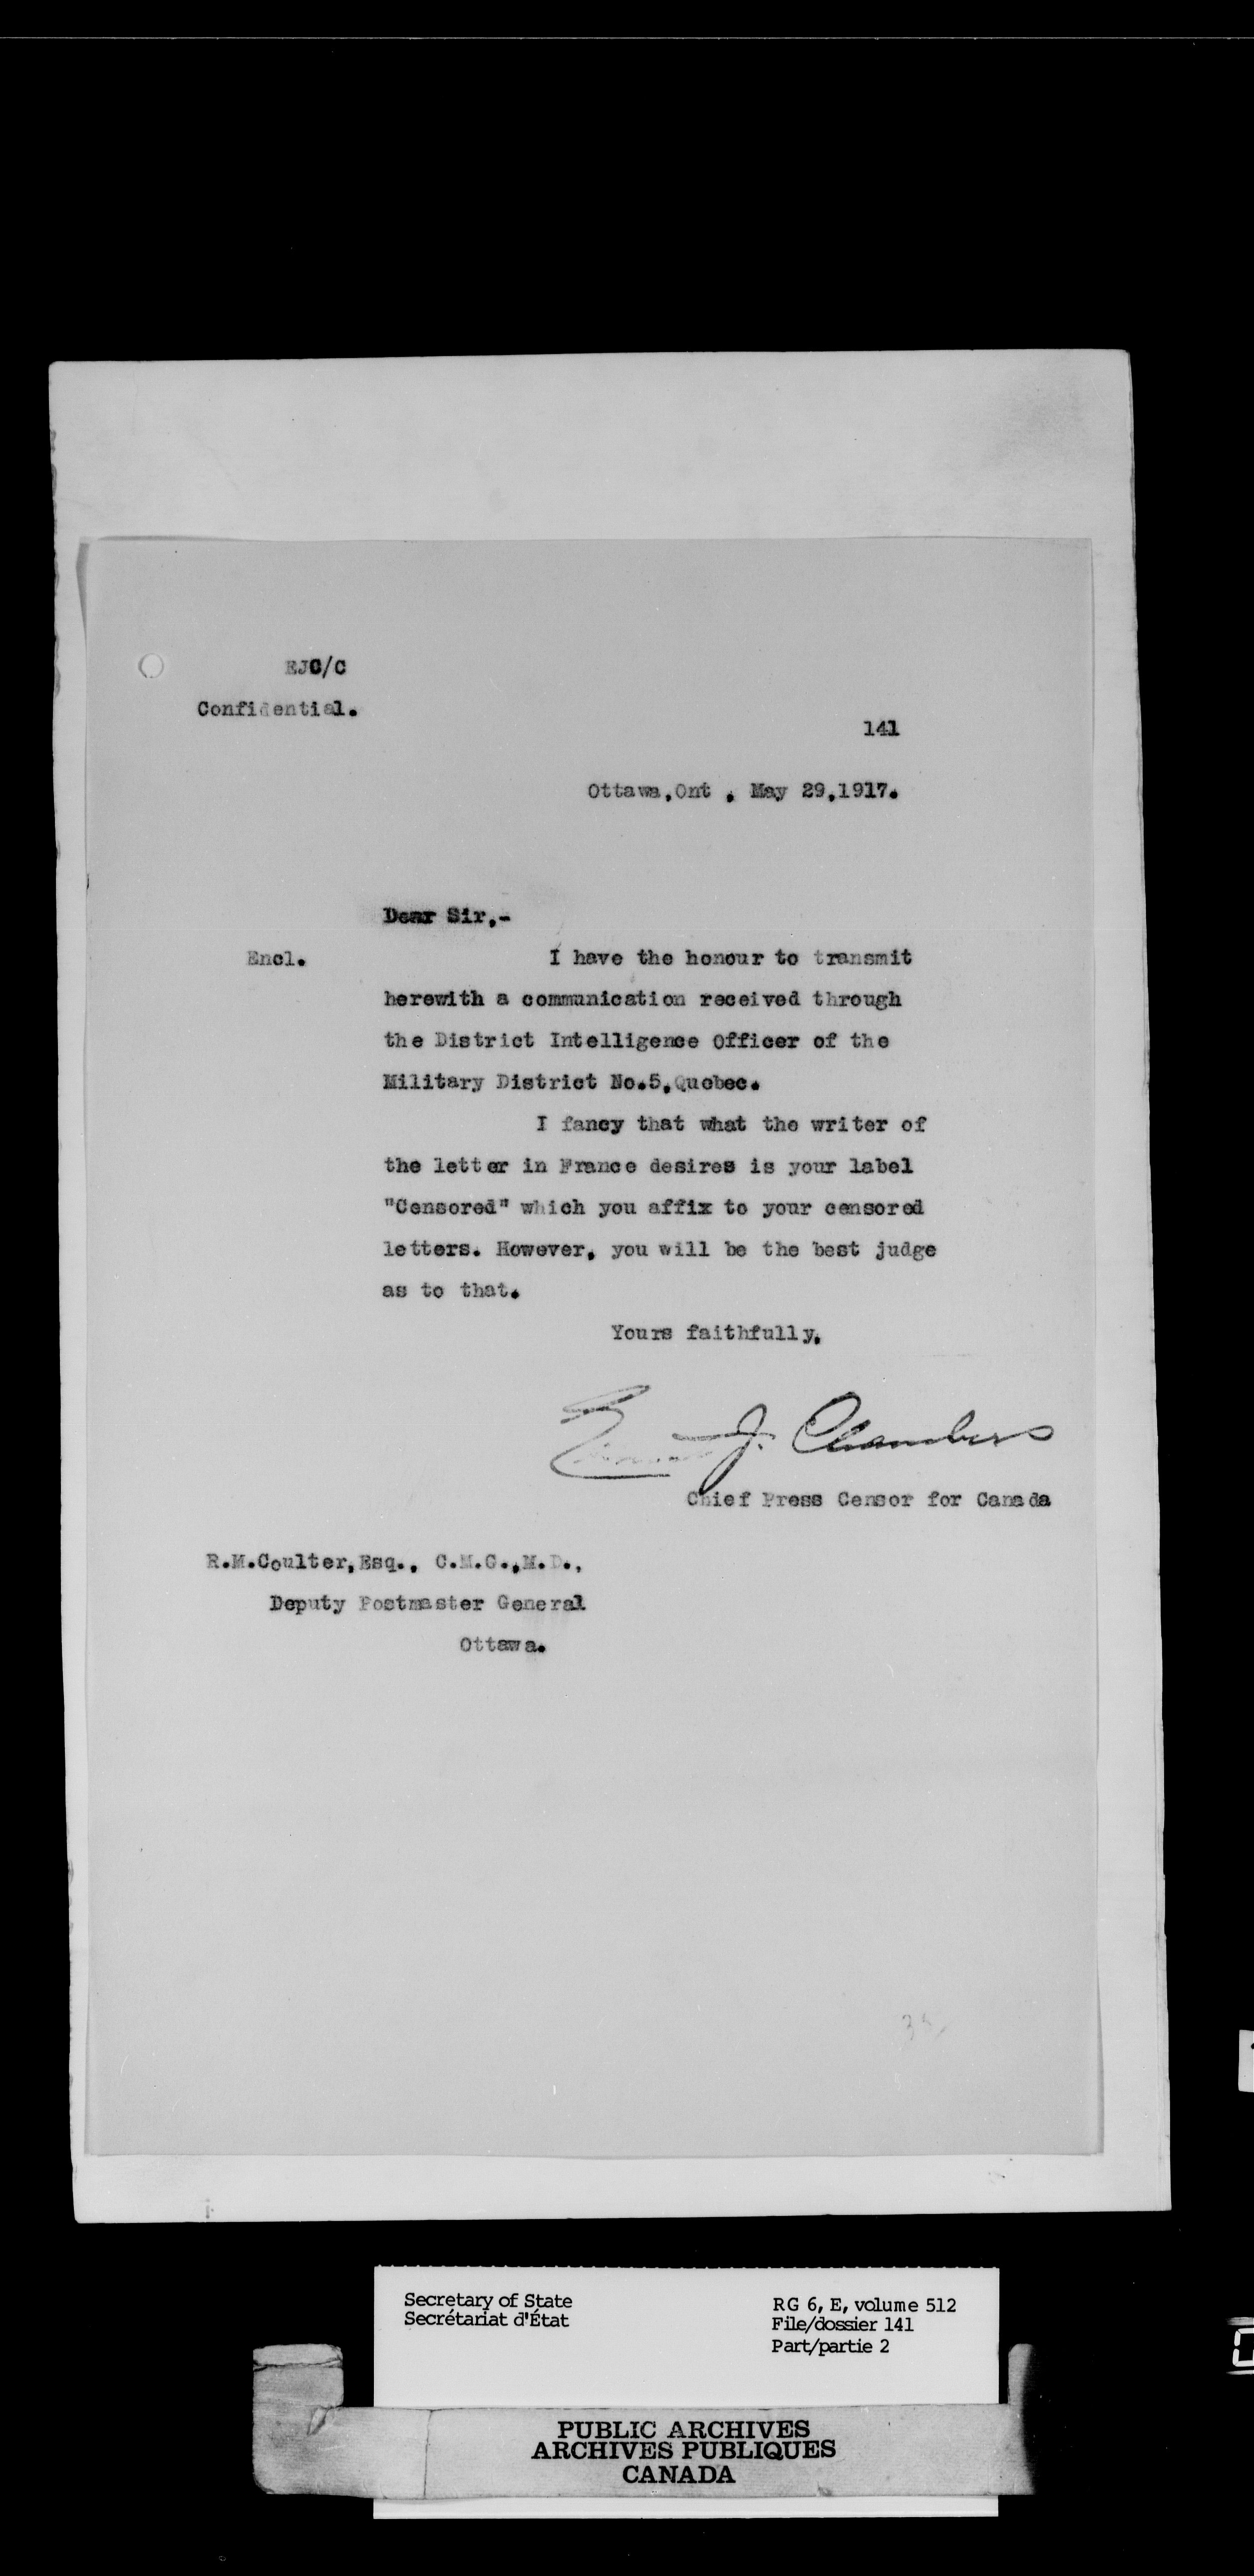 EJC/C
Confidential.
141
Ottawa,Ont , May 29,1917.
Dear Sir,-
Encl. I have the honour to transmit
herewith a communication received through
the District Intelligence Officer of the
Military District No.5,Quebec.
I fancy that what the writer of
the letter in France desires is your label
"Censored" which you affix to your censored
letters. However, you will be the best judge
as to that.
Yours faithfully,
Ernest J. Chambers
Chief Press Censor for Canada
R.M.Coulter,Esq., C.M.G.,M.D.,
Deputy Postmaster General
Ottawa.
Secretary of State
Secrétariat d'État
RG 6, E, volume 512
File/dossier 141
Part/partie 2
PUBLIC ARCHIVES
ARCHIVES PUBLIQUES
CANADA